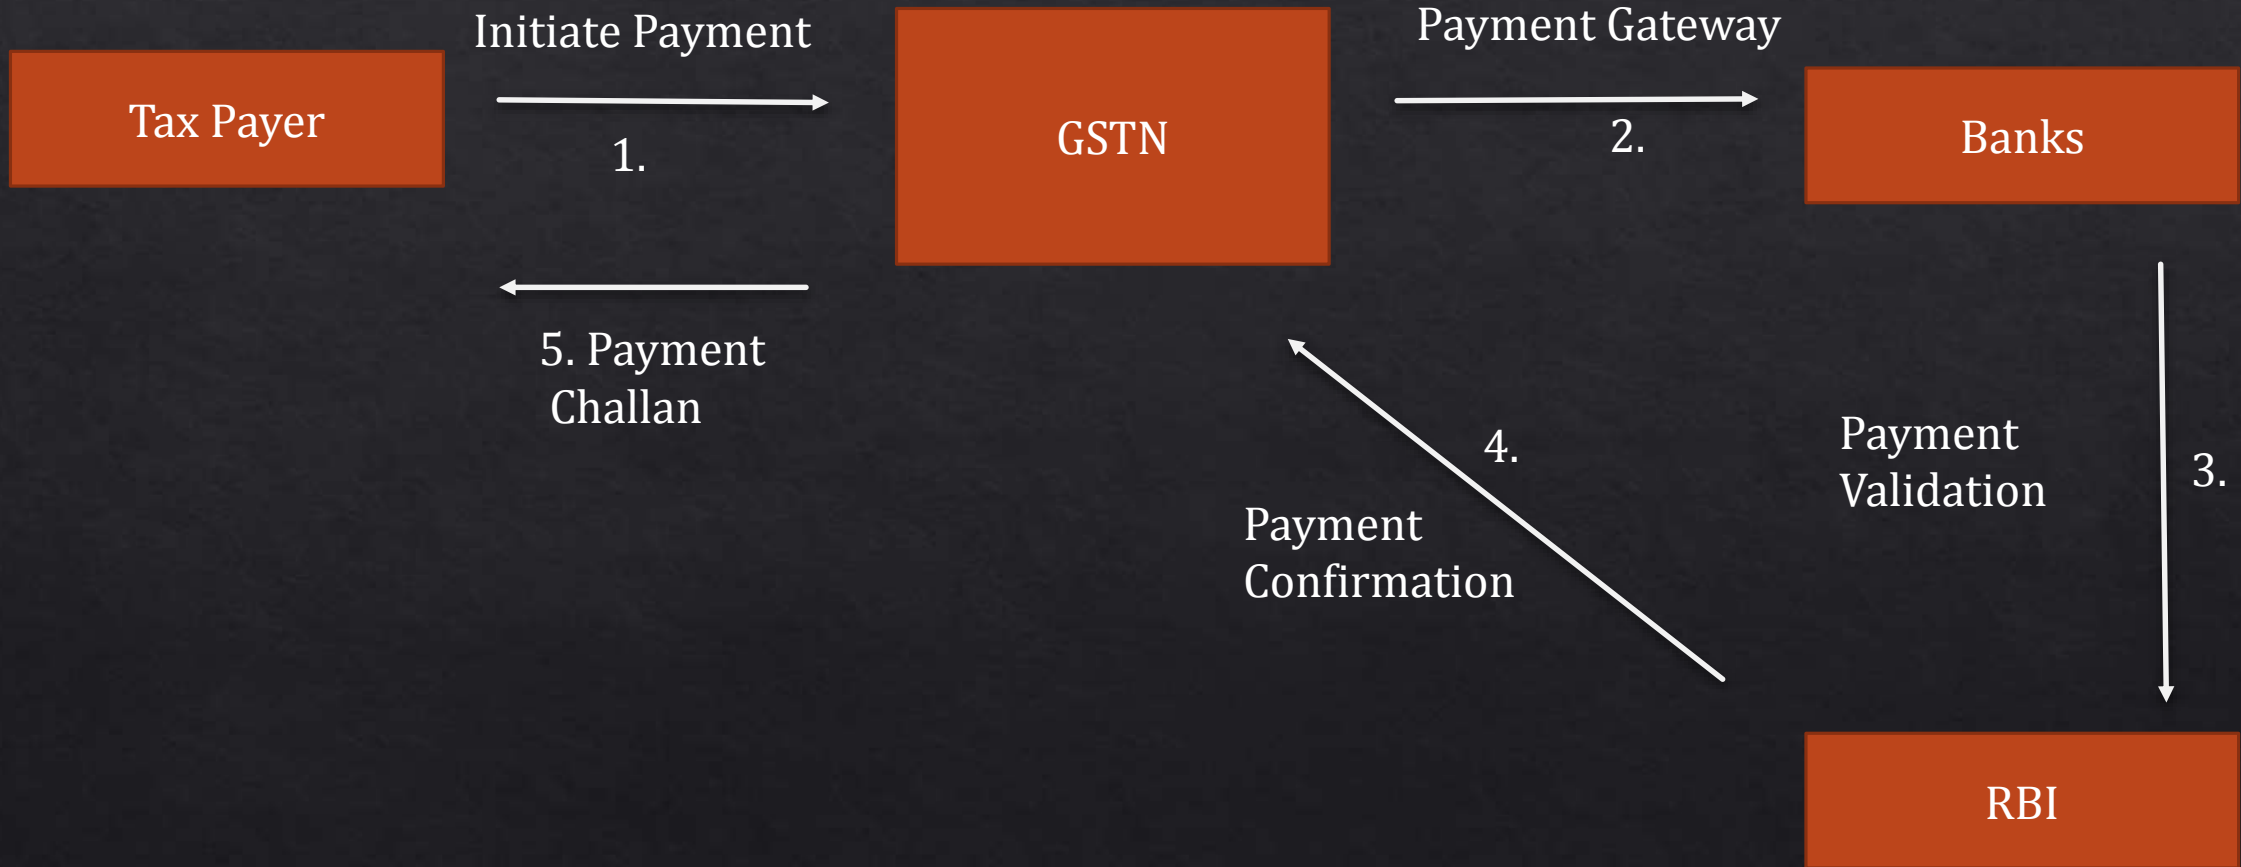 Initiate Payment
Payment Gateway
Tax Payer
GSTN
Banks
1.
2.
5. Payment
Challan
4.
Payment
Validation
3.
Payment
Confirmation
RBI